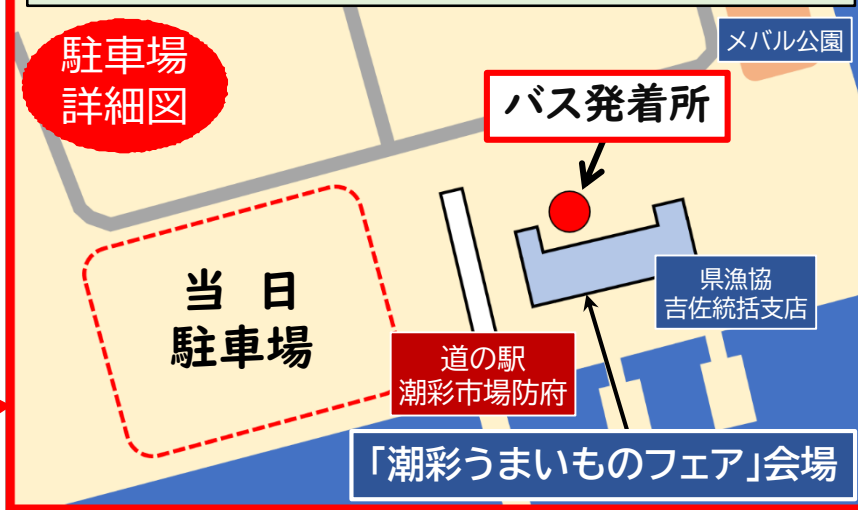 駐車場
詳細図
メバル公園
バス発着所
当 日
駐車場
県漁協
吉佐統括支店
道の駅
潮彩市場防府
「潮彩うまいものフェア」会場